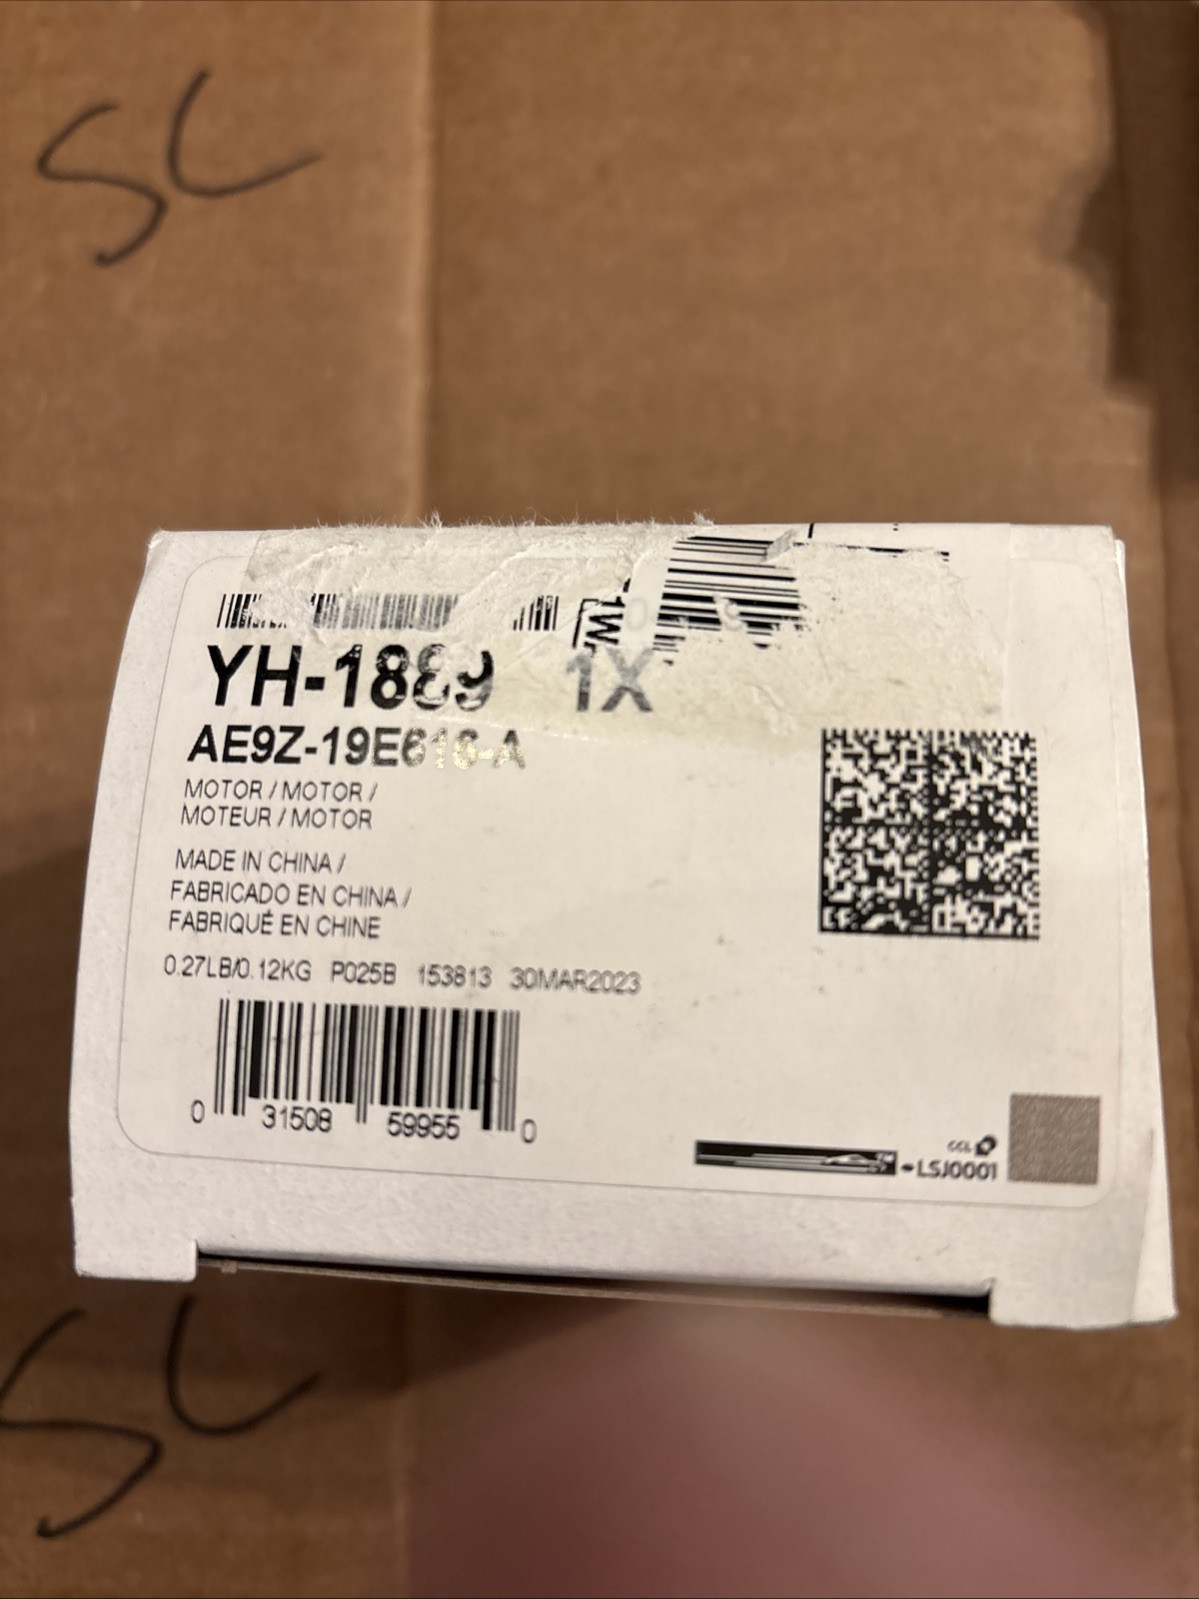 SC
YH-1889 1X
AE9Z-19E616-A
MOTOR / MOTOR /
MOTEUR / MOTOR
MADE IN CHINA /
FABRICADO EN CHINA /
FABRIQUÉ EN CHINE
0.27LB/0.12KG P025B 153813 30MAR2023
0 31508 59955 0
CCL
-LSJ0001
SC